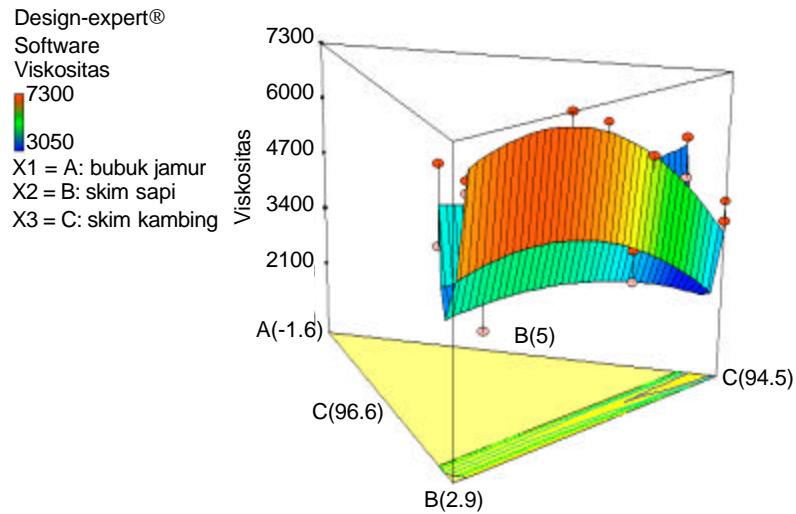 Design-expert®
Software
Viskositas
7300
3050
X1 = A: bubuk jamur
X2 = B: skim sapi
X3 = C: skim kambing
Viskositas
7300
6000
4700
3400
2100
A(-1.6)
B(5)
C(94.5)
C(96.6)
B(2.9)